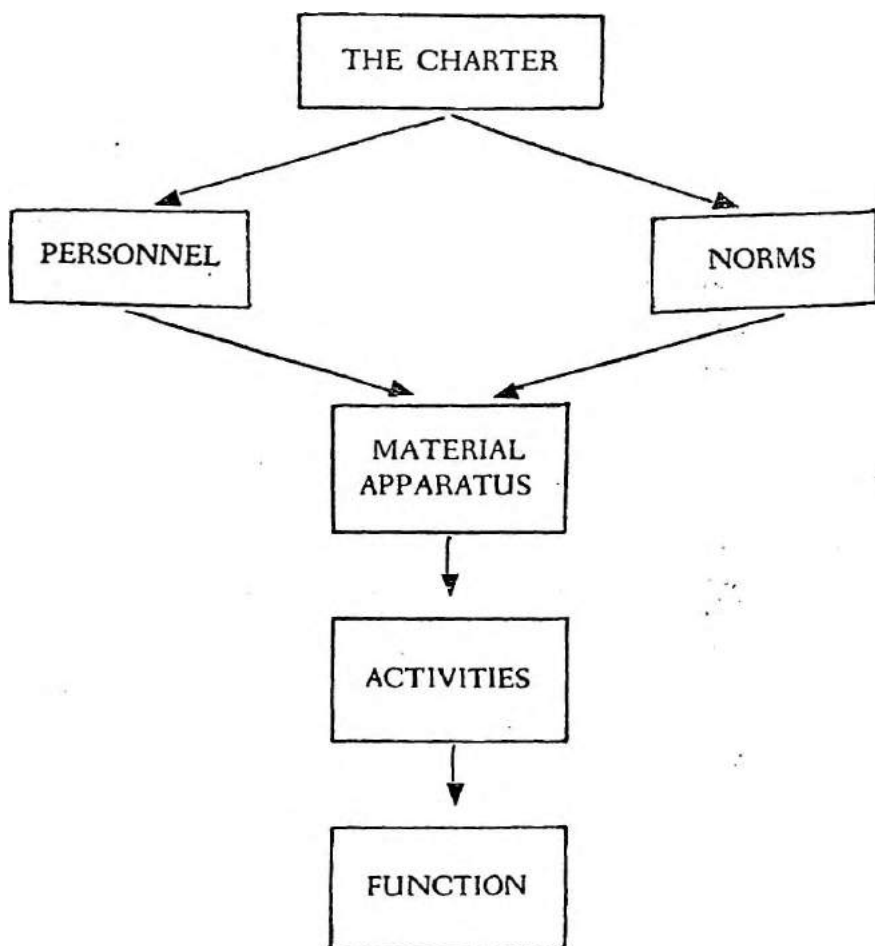 THE CHARTER
PERSONNEL
NORMS
MATERIAL
APPARATUS
ACTIVITIES
FUNCTION